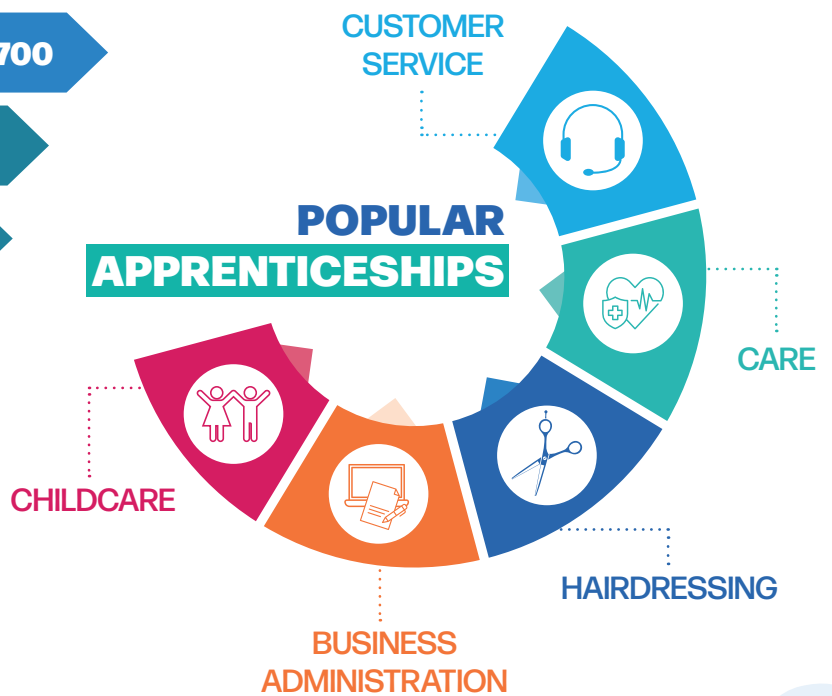 700
CUSTOMER
SERVICE
POPULAR
APPRENTICESHIPS
CARE
CHILDCARE
HAIRDRESSING
BUSINESS
ADMINISTRATION